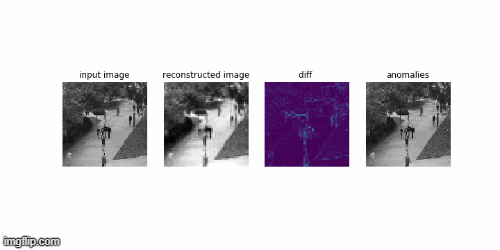 input image
reconstructed image
diff
anomalies
imgflip.com